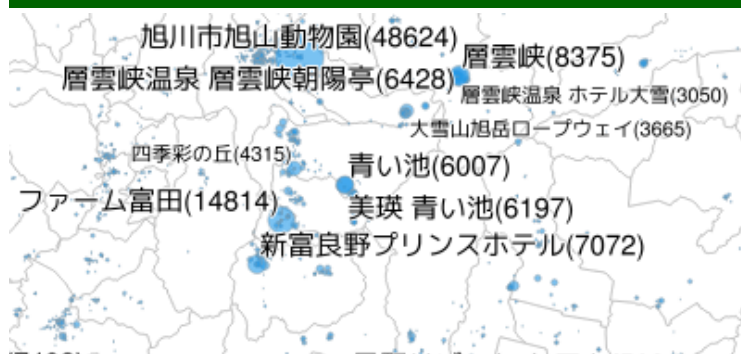 旭川市旭山動物園(48624)
層雲峡(8375)
層雲峡温泉 層雲峡朝陽亭(6428)
層雲峡温泉 ホテル大雪(3050)
大雪山旭岳ロープウェイ(3665)
四季彩の丘(4315)
青い池(6007)
ファーム富田(14814)
美瑛 青い池(6197)
新富良野プリンスホテル(7072)